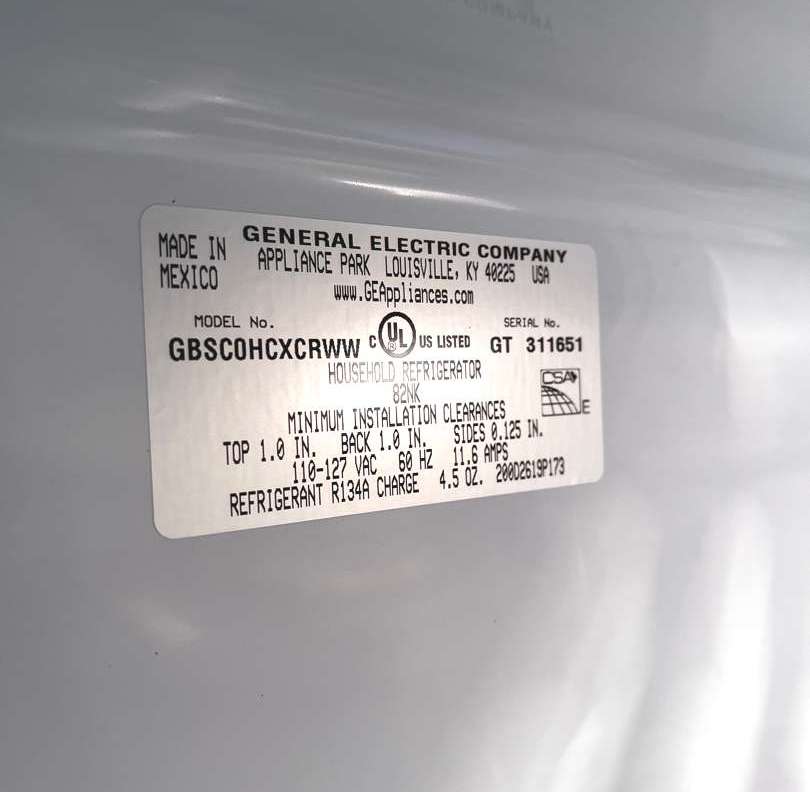 MADE IN
MEXICO
GENERAL ELECTRIC COMPANY
APPLIANCE PARK LOUISVILLE, KY 40225 USA
www.GEAppliances.com
MODEL No.
GBSC0HCXCRWW
C UL ® US LISTED
SERIAL No.
GT 311651
HOUSEHOLD REFRIGERATOR
82NK
CSA E
MINIMUM INSTALLATION CLEARANCES
TOP 1.0 IN. BACK 1.0 IN. SIDES 0.125 IN.
110-127 VAC 60 HZ 11.6 AMPS
REFRIGERANT R134A CHARGE 4.5 OZ. 200D2619P173